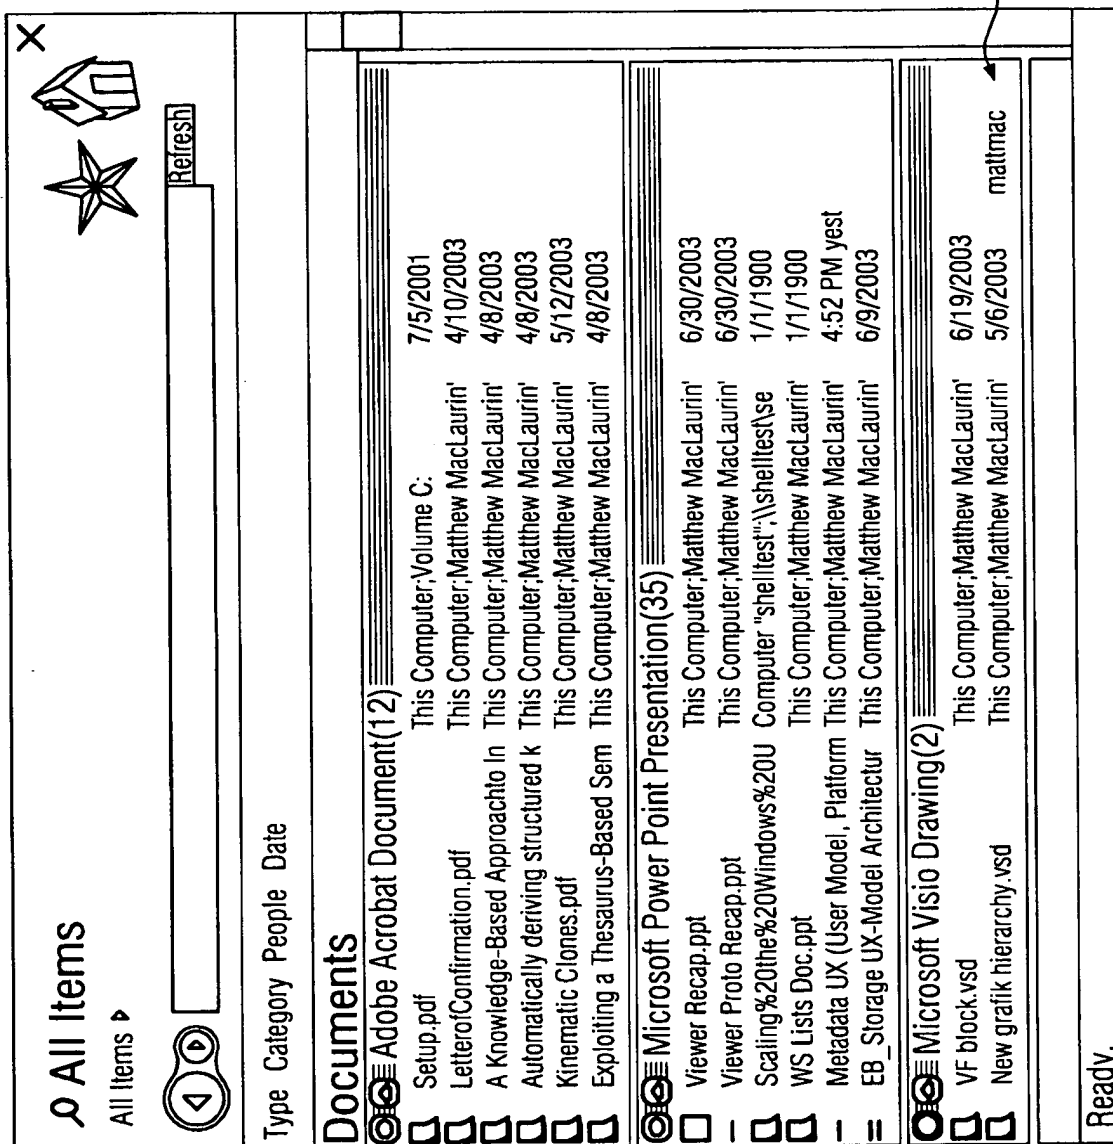 All Items
All Items
Refresh
Type Category People Date
Documents
Adobe Acrobat Document(12)
Setup.pdf This Computer;Volume C: 7/5/2001
LetterofConfirmation.pdf This Computer;Matthew MacLaurin' 4/10/2003
A Knowledge-Based Approachto In This Computer;Matthew MacLaurin' 4/8/2003
Automatically deriving structured k This Computer;Matthew MacLaurin' 4/8/2003
Kinematic Clones.pdf This Computer;Matthew MacLaurin' 5/12/2003
Exploiting a Thesaurus-Based Sem This Computer;Matthew MacLaurin' 4/8/2003
Microsoft Power Point Presentation(35)
Viewer Recap.ppt This Computer;Matthew MacLaurin' 6/30/2003
Viewer Proto Recap.ppt This Computer;Matthew MacLaurin' 6/30/2003
Scaling%20the%20Windows%20U Computer "shelltest";\\shelltest\se 1/1/1900
WS Lists Doc.ppt This Computer;Matthew MacLaurin' 1/1/1900
Metadata UX (User Model, Platform This Computer;Matthew MacLaurin' 4:52 PM yest
EB_Storage UX-Model Architectur This Computer;Matthew MacLaurin' 6/9/2003
Microsoft Visio Drawing(2)
VF block.vsd This Computer;Matthew MacLaurin' 6/19/2003
New grafik hierarchy.vsd This Computer;Matthew MacLaurin' 5/6/2003 mattmac
Ready.